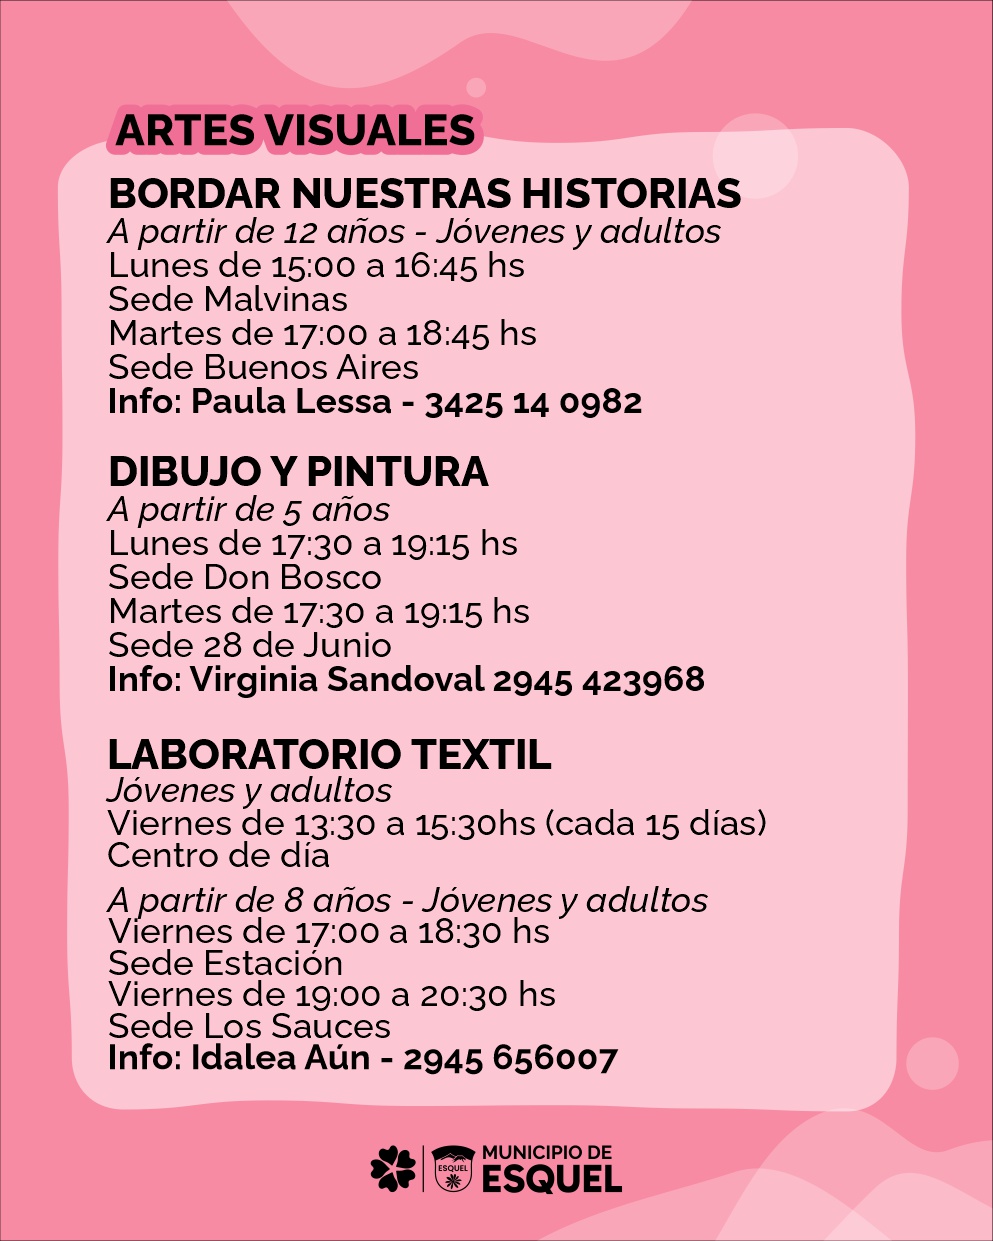 ARTES VISUALES
BORDAR NUESTRAS HISTORIAS
A partir de 12 años - Jóvenes y adultos
Lunes de 15:00 a 16:45 hs
Sede Malvinas
Martes de 17:00 a 18:45 hs
Sede Buenos Aires
Info: Paula Lessa - 3425 14 0982
DIBUJO Y PINTURA
A partir de 5 años
Lunes de 17:30 a 19:15 hs
Sede Don Bosco
Martes de 17:30 a 19:15 hs
Sede 28 de Junio
Info: Virginia Sandoval 2945 423968
LABORATORIO TEXTIL
Jóvenes y adultos
Viernes de 13:30 a 15:30hs (cada 15 días)
Centro de día
A partir de 8 años - Jóvenes y adultos
Viernes de 17:00 a 18:30 hs
Sede Estación
Viernes de 19:00 a 20:30 hs
Sede Los Sauces
Info: Idalea Aún - 2945 656007
ESQUEL
MUNICIPIO DE
ESQUEL